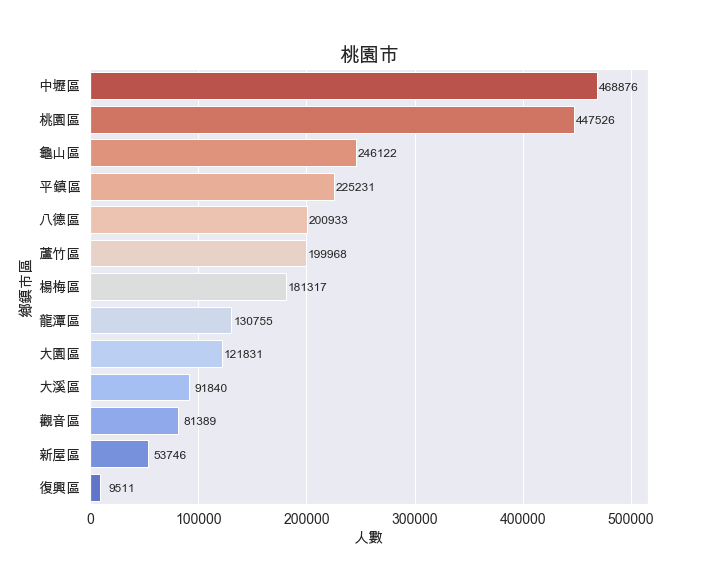 桃園市
鄉鎮市區
中壢區 468876
桃園區 447526
龜山區 246122
平鎮區 225231
八德區 200933
蘆竹區 199968
楊梅區 181317
龍潭區 130755
大園區 121831
大溪區 91840
觀音區 81389
新屋區 53746
復興區 9511
0 100000 200000 300000 400000 500000
人數